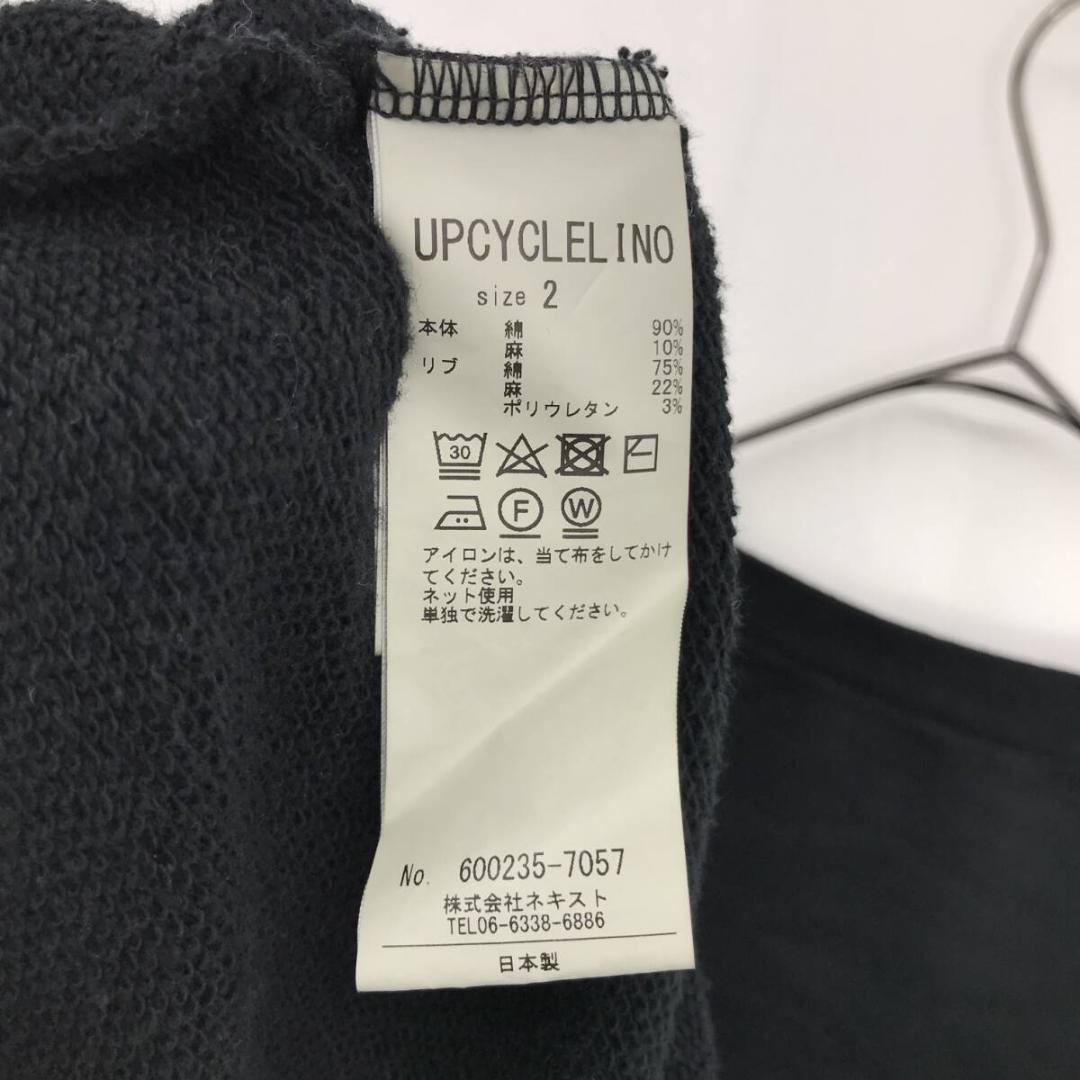 UPCYCLELINO
size 2
本体 綿 90%
麻 10%
リブ 綿 75%
麻 22%
ポリウレタン 3%
30
F W
アイロンは、当て布をしてかけ
てください。
ネット使用
単独で洗濯してください。
No. 600235-7057
株式会社ネキスト
TEL06-6338-6886
日本製